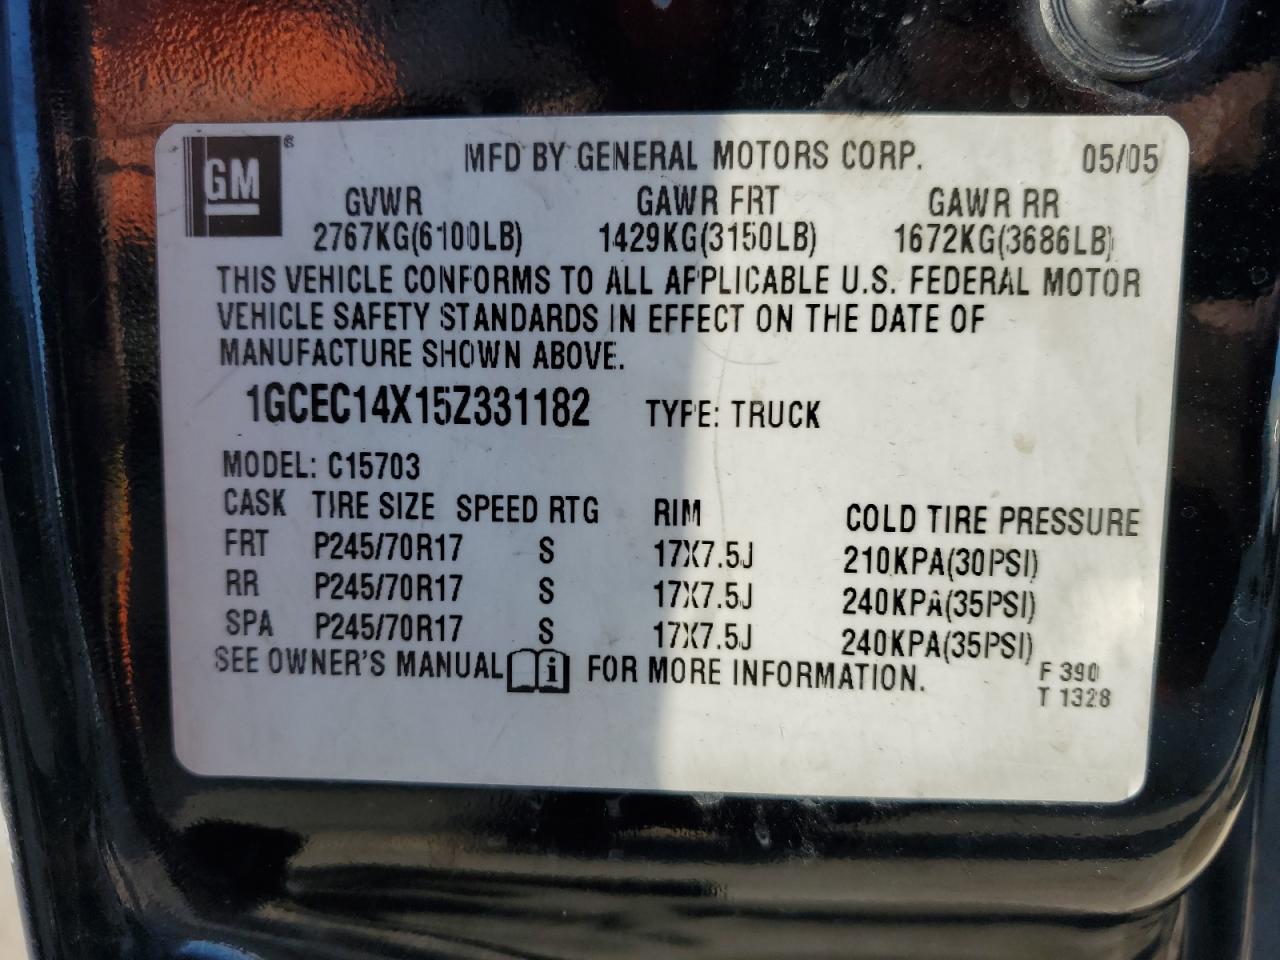 GM ® MFD BY GENERAL MOTORS CORP. 05/05
GVWR GAWR FRT GAWR RR
2767KG(6100LB) 1429KG(3150LB) 1672KG(3686LB)
THIS VEHICLE CONFORMS TO ALL APPLICABLE U.S. FEDERAL MOTOR
VEHICLE SAFETY STANDARDS IN EFFECT ON THE DATE OF
MANUFACTURE SHOWN ABOVE.
1GCEC14X15Z331182 TYPE: TRUCK
MODEL: C15703
CASK TIRE SIZE SPEED RTG RIM COLD TIRE PRESSURE
FRT P245/70R17 S 17X7.5J 210KPA(30PSI)
RR P245/70R17 S 17X7.5J 240KPA(35PSI)
SPA P245/70R17 S 17X7.5J 240KPA(35PSI)
SEE OWNER'S MANUAL i FOR MORE INFORMATION.
F 390
T 1328